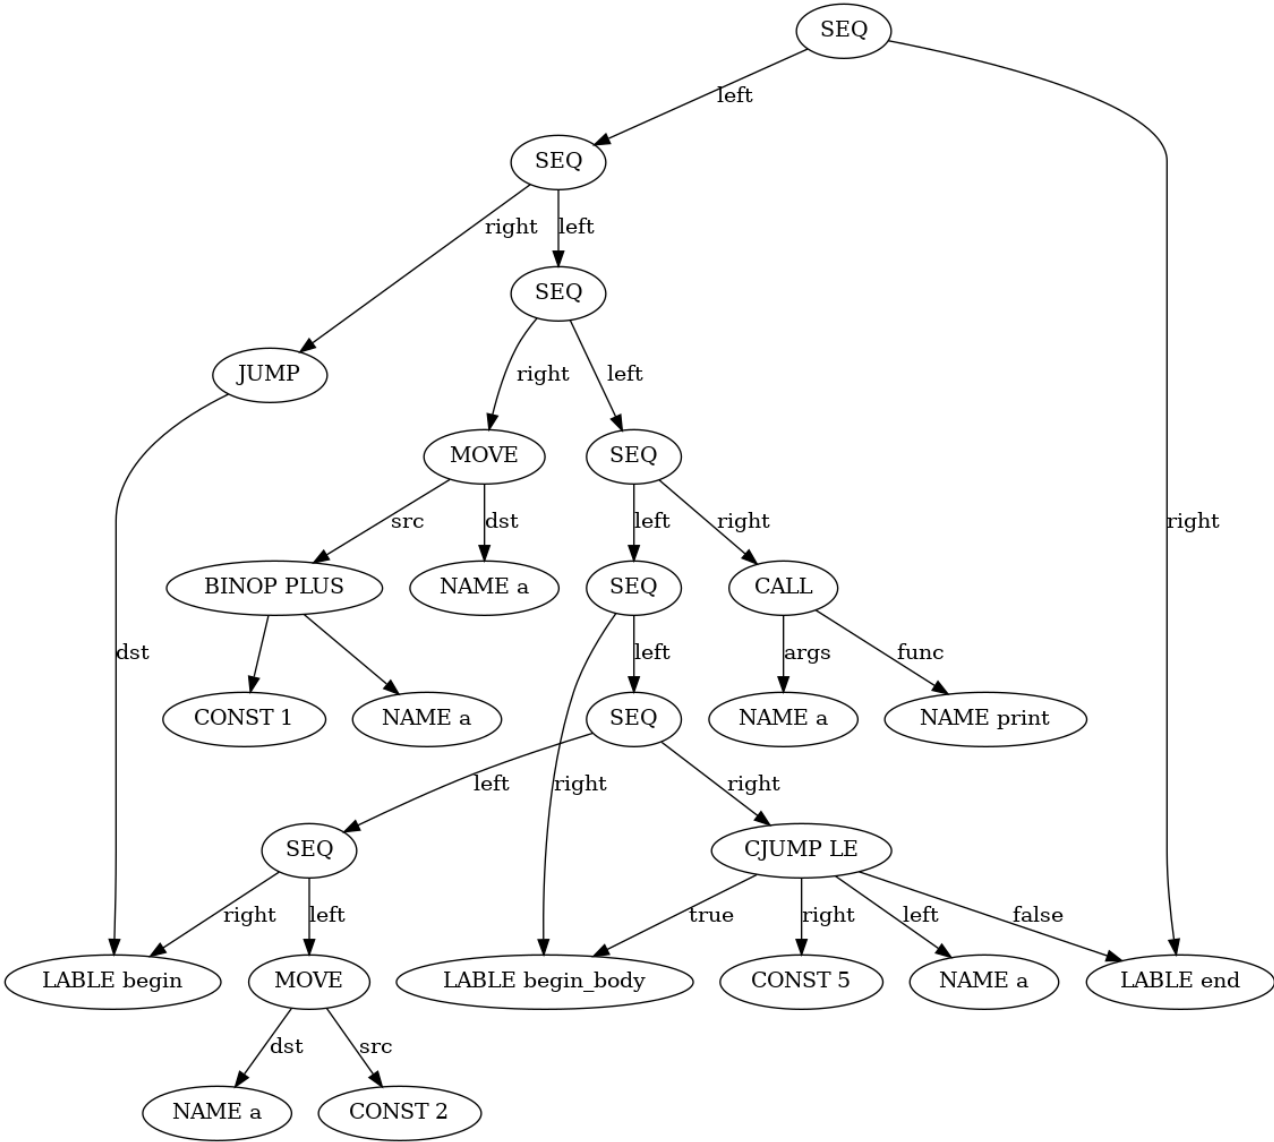 SEQ
left
SEQ
right left
SEQ
JUMP right left
MOVE SEQ
src dst left right right
BINOP PLUS NAME a SEQ CALL
dst left args func
CONST 1 NAME a SEQ NAME a NAME print
left right right
SEQ CJUMP LE
right left true right left false
LABLE begin MOVE LABLE begin_body CONST 5 NAME a LABLE end
dst src
NAME a CONST 2